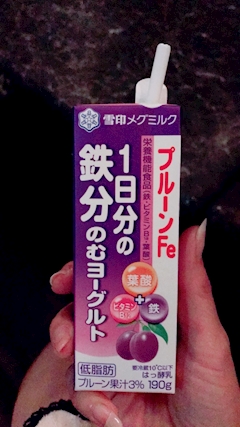 雪印メグミルク
プルーンFe
栄養機能食品(鉄・ビタミンB12・葉酸)
1日分の
鉄分のむヨーグルト
葉酸
+
ビタミン
B12
鉄
低脂肪
要冷蔵10℃以下
はっ酵乳
プルーン果汁3% 190g